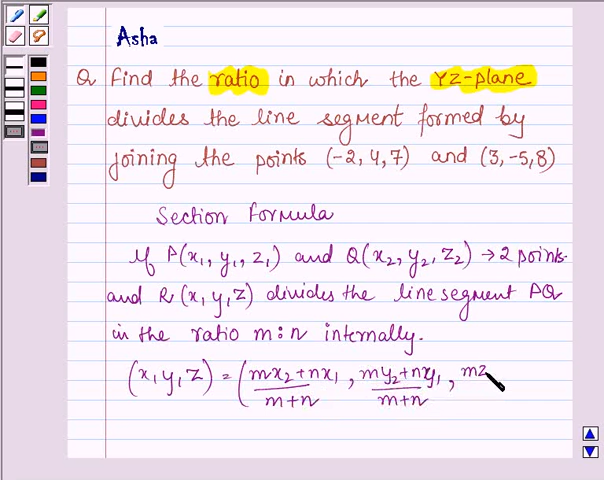 Asha
Q Find the ratio in which the YZ-plane
divides the line segment formed by
joining the points (-2, 4, 7) and (3, -5, 8)
Section Formula
If P(x₁, y₁, z₁) and Q(x₂, y₂, z₂) → 2 points.
and R(x, y, z) divides the line segment PQ
in the ratio m:n internally.
(x, y, z) = (mx₂+nx₁/m+n, my₂+ny₁/m+n, mz